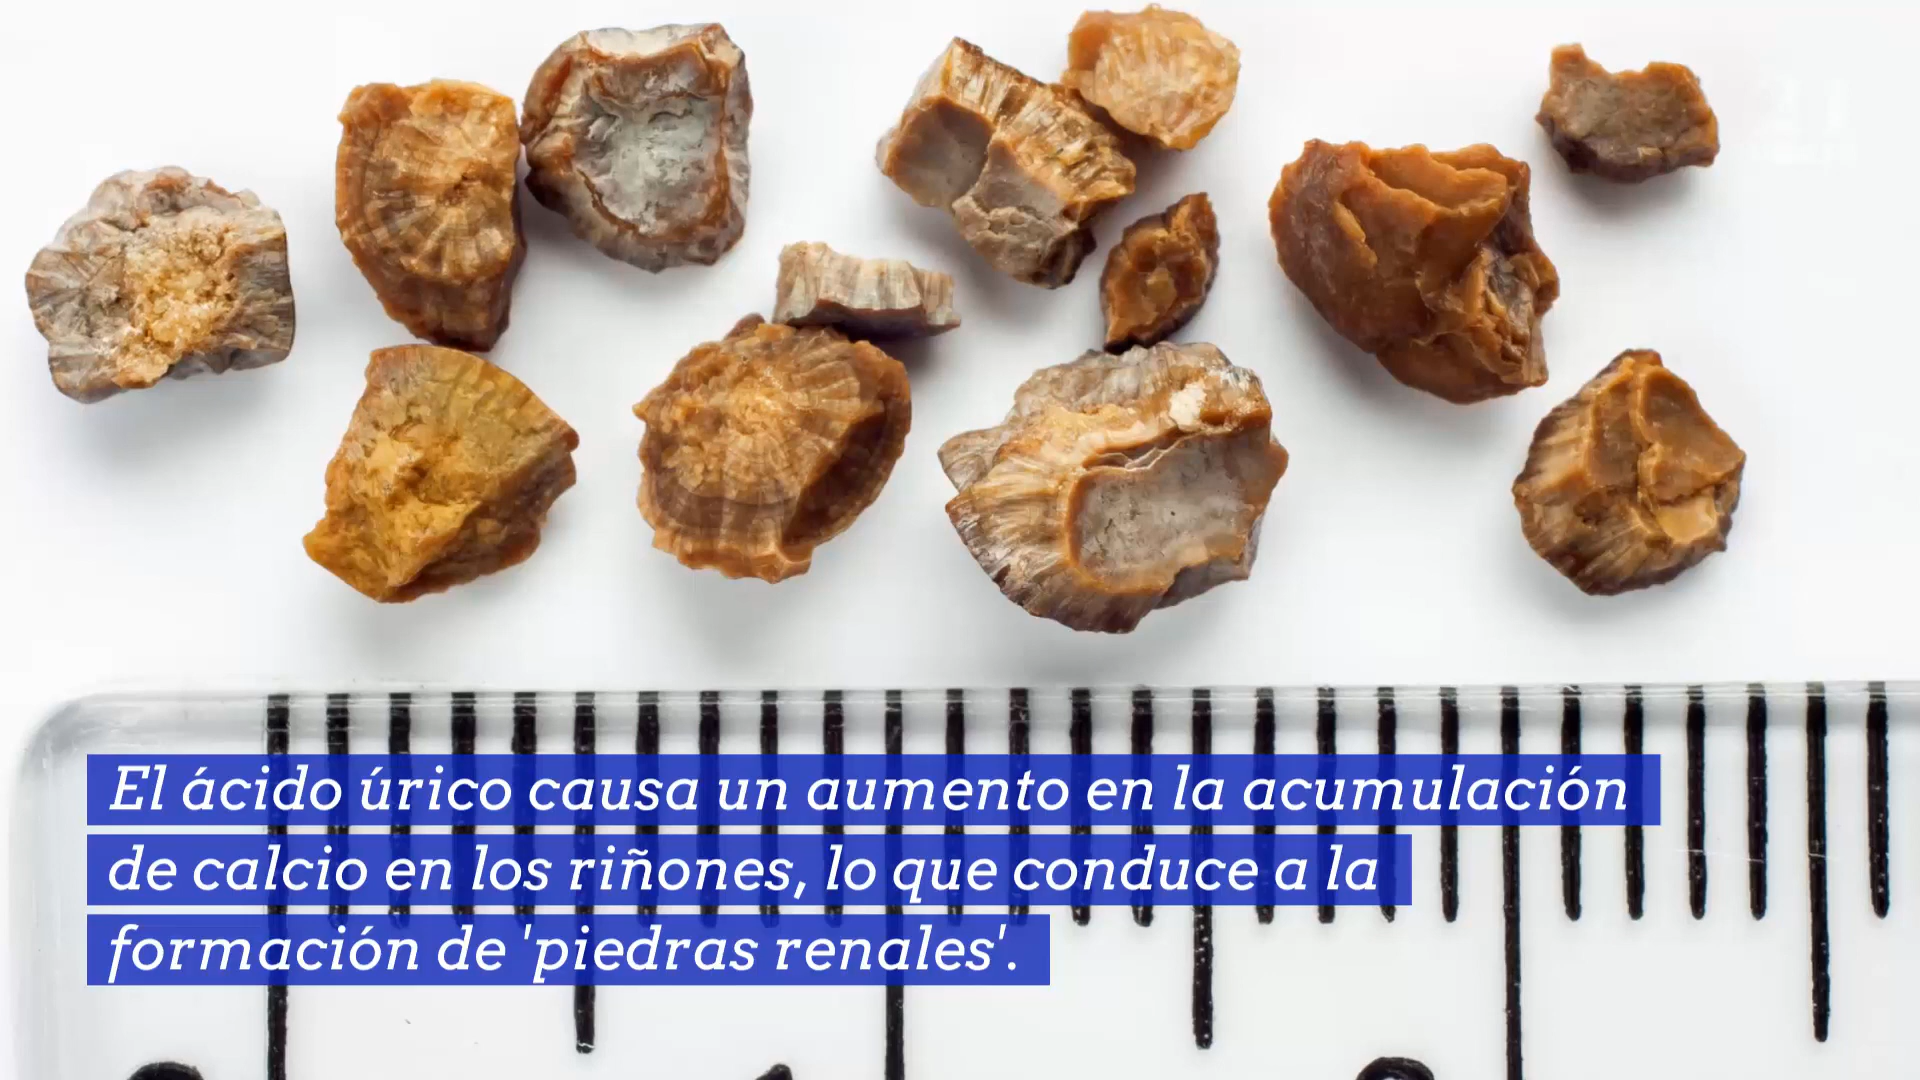 El ácido úrico causa un aumento en la acumulación
de calcio en los riñones, lo que conduce a la
formación de 'piedras renales'.